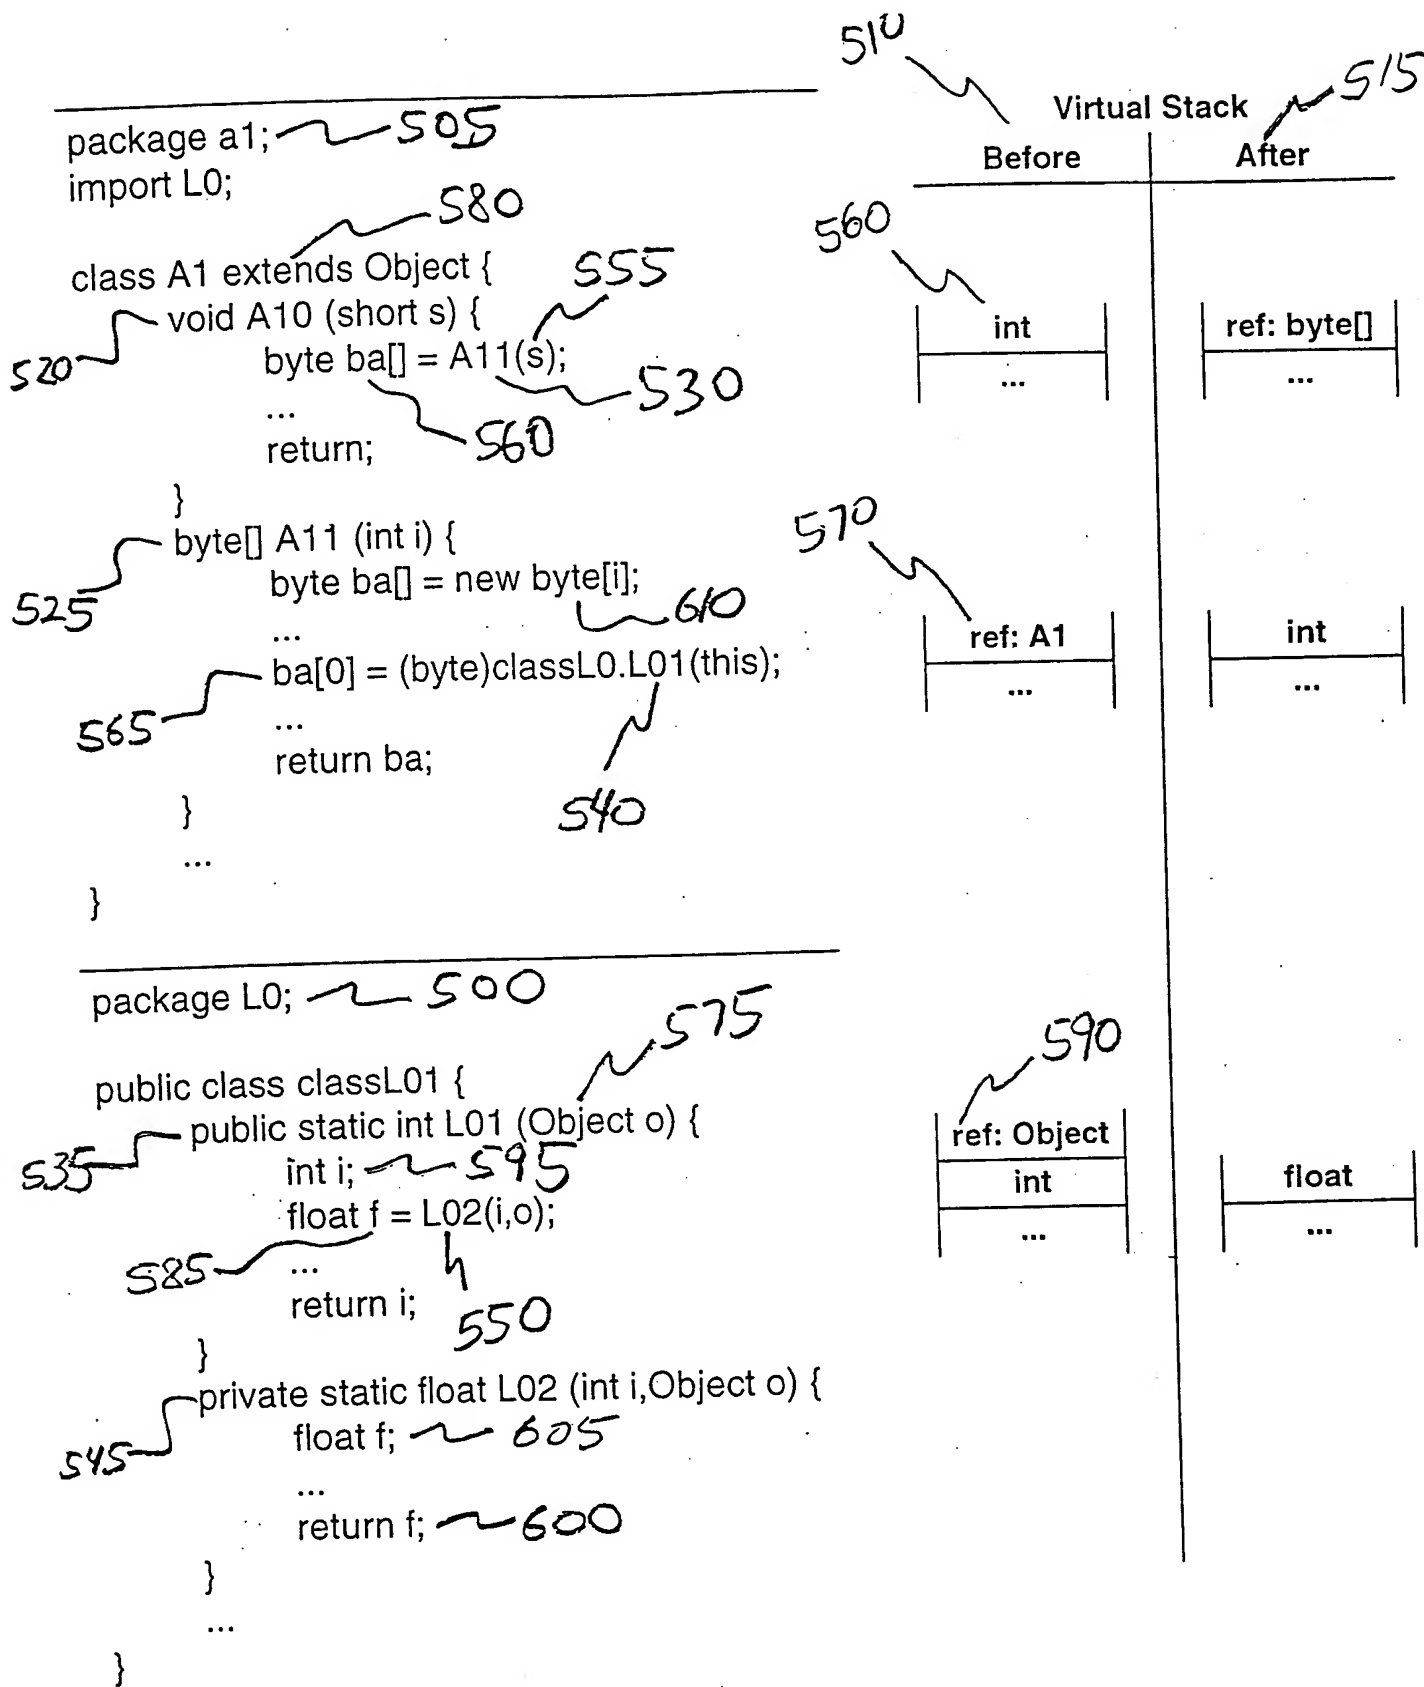 510
515
Virtual Stack
Before After
package a1; 505
import L0;
580
class A1 extends Object { 555
520 void A10 (short s) {
byte ba[] = A11(s);
530
...
560
return;
}
560
int ref: byte[]
... ...
525 byte[] A11 (int i) {
byte ba[] = new byte[i];
610
...
565 ba[0] = (byte)classL0.L01(this);
...
540
return ba;
}
...
}
570
ref: A1 int
... ...
package L0; 500
575
public class classL01 {
535 public static int L01 (Object o) {
int i; 595
float f = L02(i,o);
585
...
550
return i;
}
590
ref: Object
int float
... ...
545 private static float L02 (int i,Object o) {
float f; 605
...
return f; 600
}
...
}